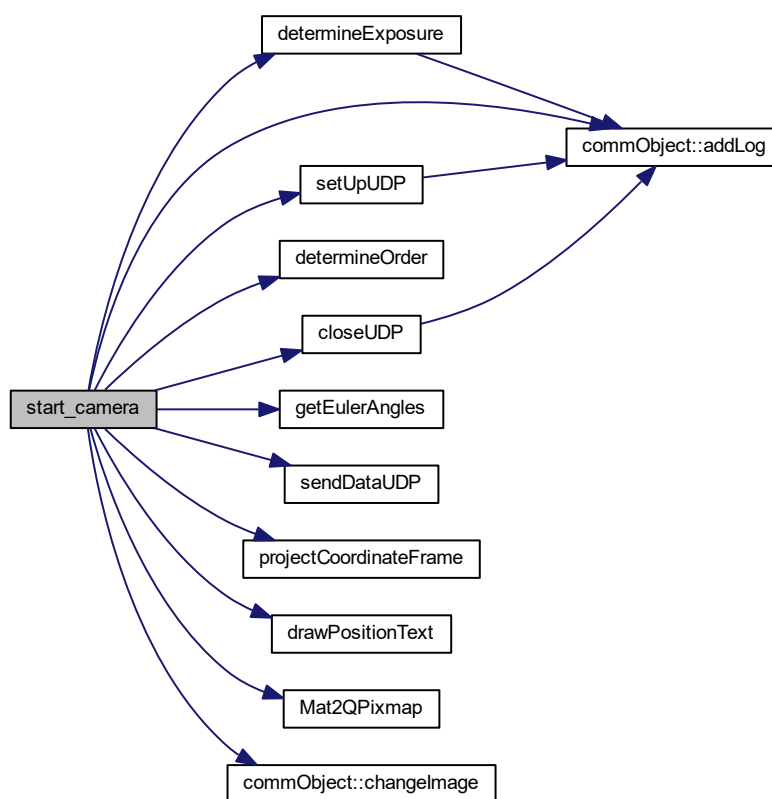 determineExposure
commObject::addLog
setUpUDP
determineOrder
closeUDP
start_camera
getEulerAngles
sendDataUDP
projectCoordinateFrame
drawPositionText
Mat2QPixmap
commObject::changeImage